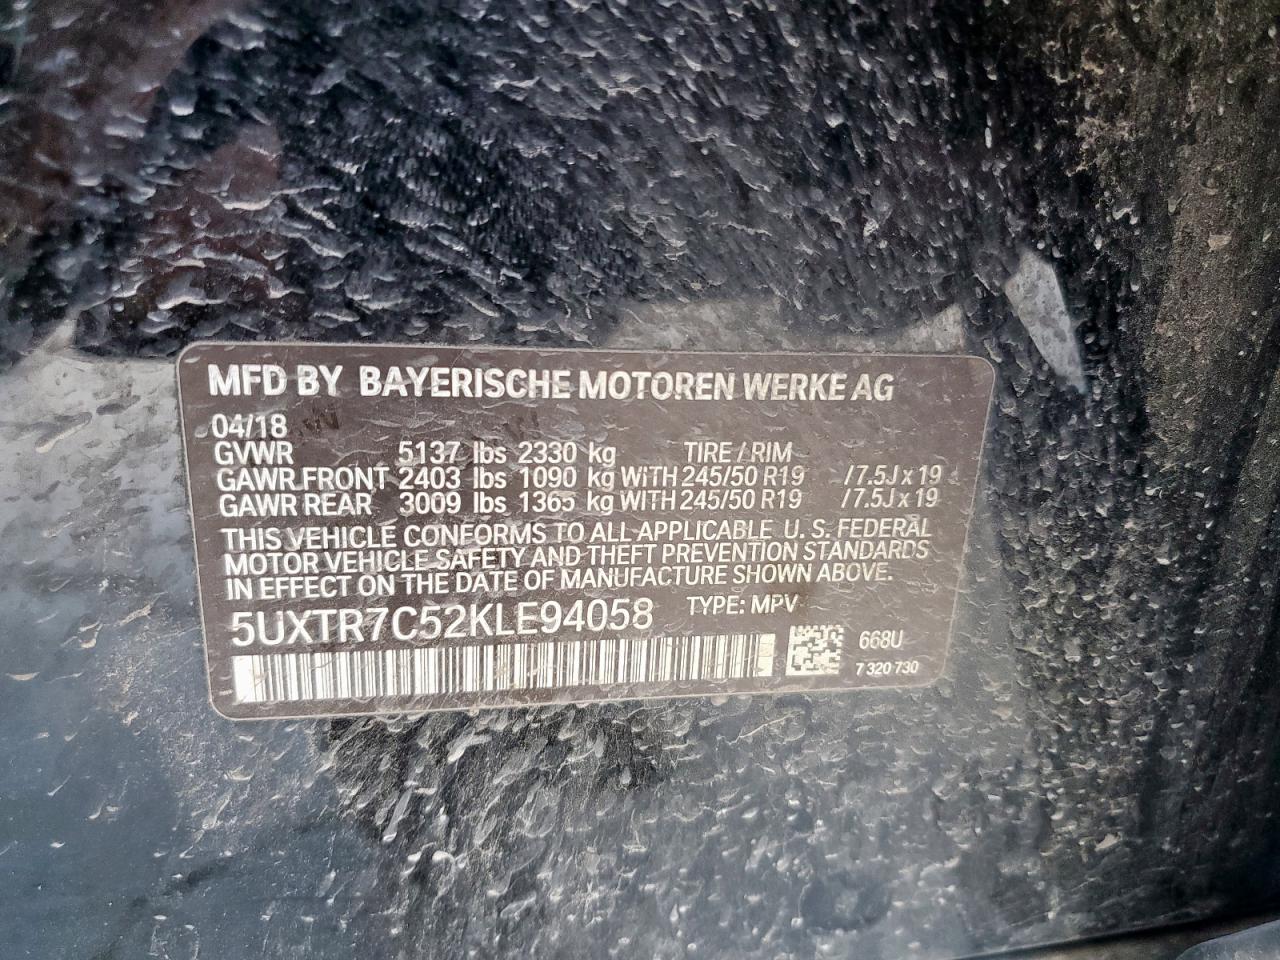 MFD BY BAYERISCHE MOTOREN WERKE AG
04/18
GVWR 5137 lbs 2330 kg TIRE / RIM
GAWR FRONT 2403 lbs 1090 kg WITH 245/50 R19 / 7.5J x 19
GAWR REAR 3009 lbs 1365 kg WITH 245/50 R19 / 7.5J x 19
THIS VEHICLE CONFORMS TO ALL APPLICABLE U. S. FEDERAL
MOTOR VEHICLE SAFETY AND THEFT PREVENTION STANDARDS
IN EFFECT ON THE DATE OF MANUFACTURE SHOWN ABOVE.
5UXTR7C52KLE94058 TYPE: MPV
668U
7 320 730